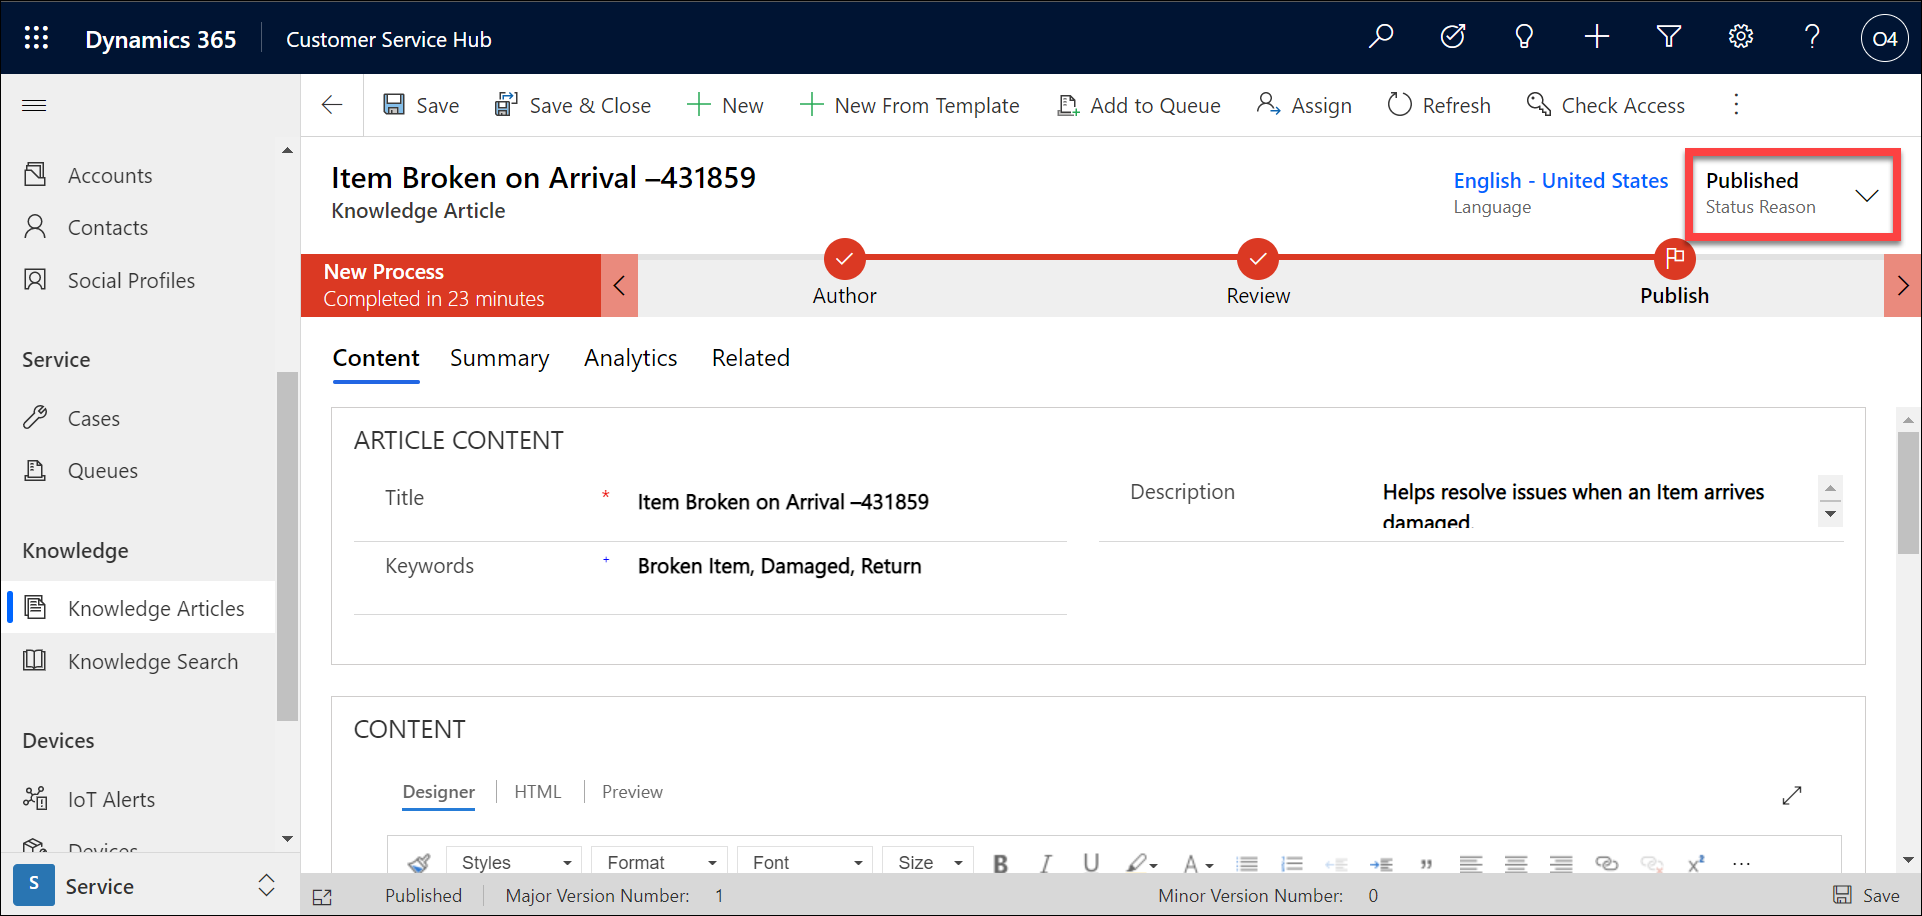 Dynamics 365
Customer Service Hub
O4
Save
Save & Close
New
New From Template
Add to Queue
Assign
Refresh
Check Access
Accounts
Contacts
Social Profiles
Service
Cases
Queues
Knowledge
Knowledge Articles
Knowledge Search
Devices
IoT Alerts
Devices
S
Service
Item Broken on Arrival –431859
Knowledge Article
English - United States
Language
Published
Status Reason
New Process
Completed in 23 minutes
Author
Review
Publish
Content
Summary
Analytics
Related
ARTICLE CONTENT
Title
*
Item Broken on Arrival –431859
Keywords
+
Broken Item, Damaged, Return
Description
Helps resolve issues when an Item arrives
damaged.
CONTENT
Designer
HTML
Preview
Styles
Format
Font
Size
B
I
U
A
Published
Major Version Number:
1
Minor Version Number:
0
Save